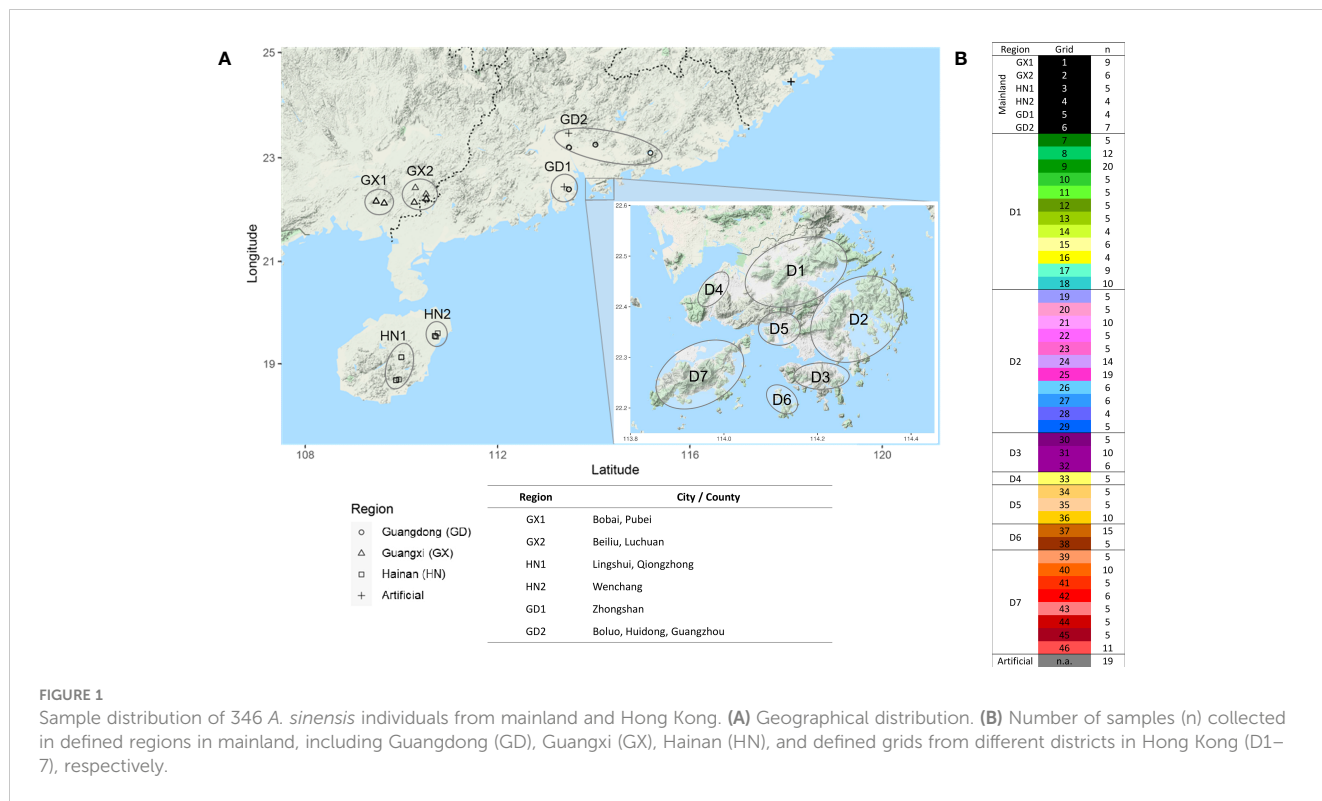 A
25
23
21
19
108
112
116
120
Longitude
Latitude
GX1
GX2
GD1
GD2
HN1
HN2
22.6
22.5
22.4
22.3
22.2
113.8
114.0
114.2
114.4
D1
D2
D3
D4
D5
D6
D7
Region
Guangdong (GD)
Guangxi (GX)
Hainan (HN)
Artificial
Region City / County
GX1 Bobai, Pubei
GX2 Beiliu, Luchuan
HN1 Lingshui, Qiongzhong
HN2 Wenchang
GD1 Zhongshan
GD2 Boluo, Huidong, Guangzhou
B
Region Grid n
Mainland
GX1 1 9
GX2 2 6
HN1 3 5
HN2 4 4
GD1 5 4
GD2 6 7
D1
7 5
8 12
9 20
10 5
11 5
12 5
13 5
14 4
15 6
16 4
17 9
18 10
D2
19 5
20 5
21 10
22 5
23 5
24 14
25 19
26 6
27 6
28 4
29 5
D3
30 5
31 10
32 6
D4 33 5
D5
34 5
35 5
36 10
D6
37 15
38 5
D7
39 5
40 10
41 5
42 6
43 5
44 5
45 5
46 11
Artificial n.a. 19
FIGURE 1
Sample distribution of 346 A. sinensis individuals from mainland and Hong Kong. (A) Geographical distribution. (B) Number of samples (n) collected
in defined regions in mainland, including Guangdong (GD), Guangxi (GX), Hainan (HN), and defined grids from different districts in Hong Kong (D1–
7), respectively.